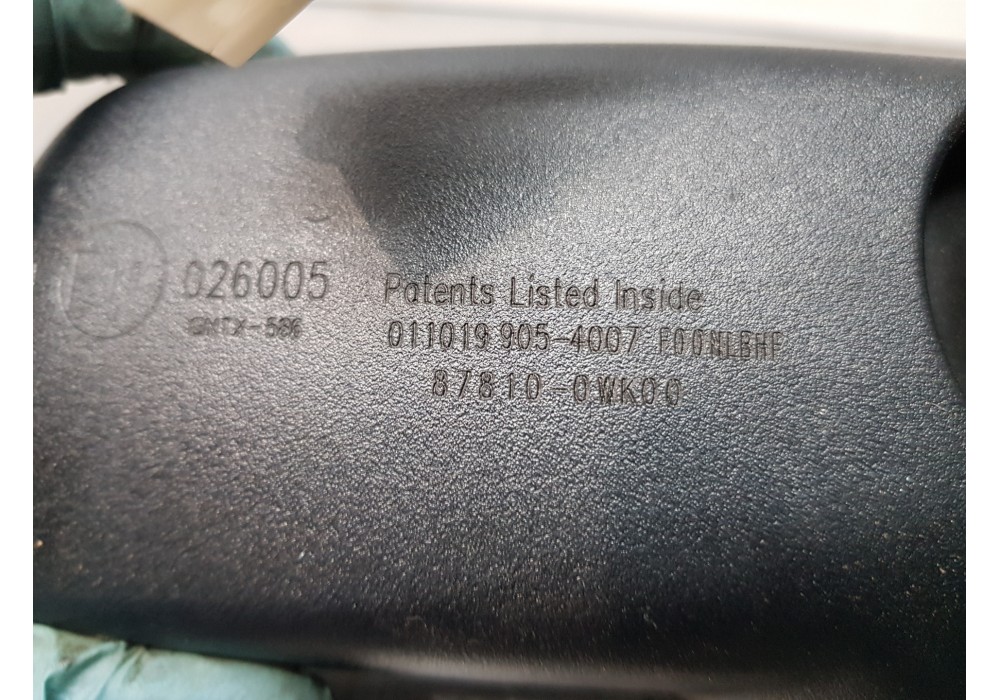 026005
GNTX-586
Patents Listed Inside
011019 905-4007 F00NLBHF
87810-0WK00